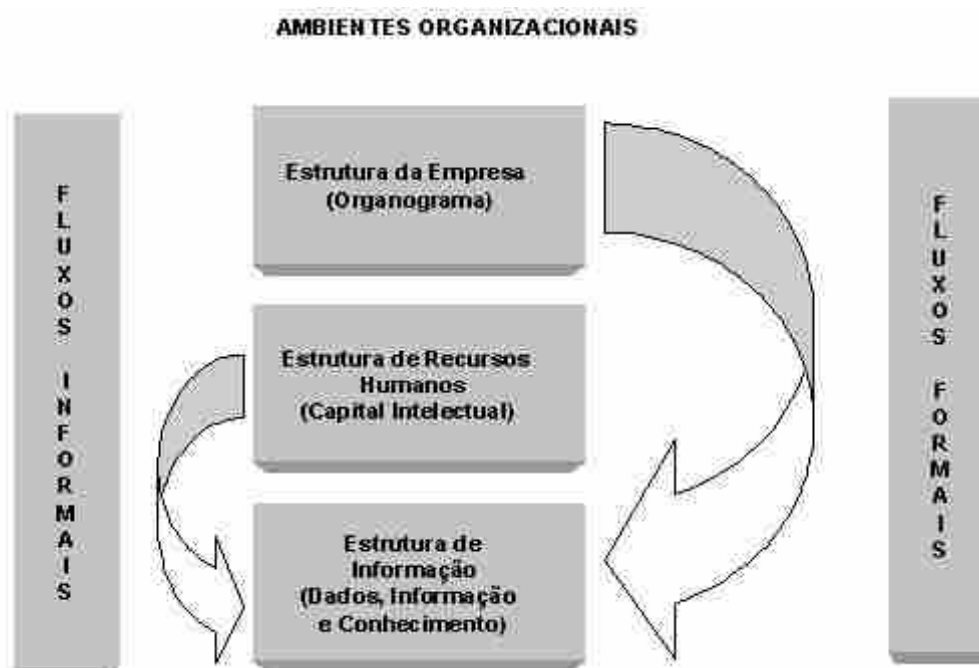 AMBIENTES ORGANIZACIONAIS
FLUXOS INFORMAIS
Estrutura da Empresa
(Organograma)
Estrutura de Recursos
Humanos
(Capital Intelectual)
Estrutura de
Informação
(Dados, Informação
e Conhecimento)
FLUXOS FORMAIS